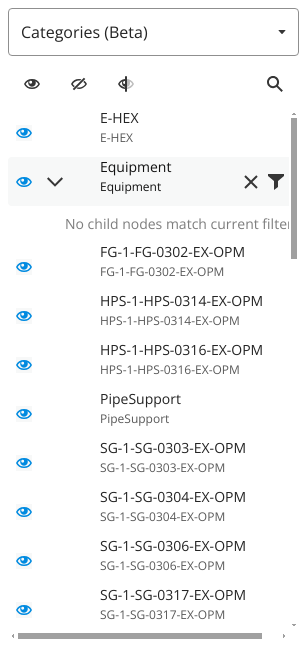 Categories (Beta)
E-HEX
E-HEX
Equipment
Equipment
No child nodes match current filter
FG-1-FG-0302-EX-OPM
FG-1-FG-0302-EX-OPM
HPS-1-HPS-0314-EX-OPM
HPS-1-HPS-0314-EX-OPM
HPS-1-HPS-0316-EX-OPM
HPS-1-HPS-0316-EX-OPM
PipeSupport
PipeSupport
SG-1-SG-0303-EX-OPM
SG-1-SG-0303-EX-OPM
SG-1-SG-0304-EX-OPM
SG-1-SG-0304-EX-OPM
SG-1-SG-0306-EX-OPM
SG-1-SG-0306-EX-OPM
SG-1-SG-0317-EX-OPM
SG-1-SG-0317-EX-OPM